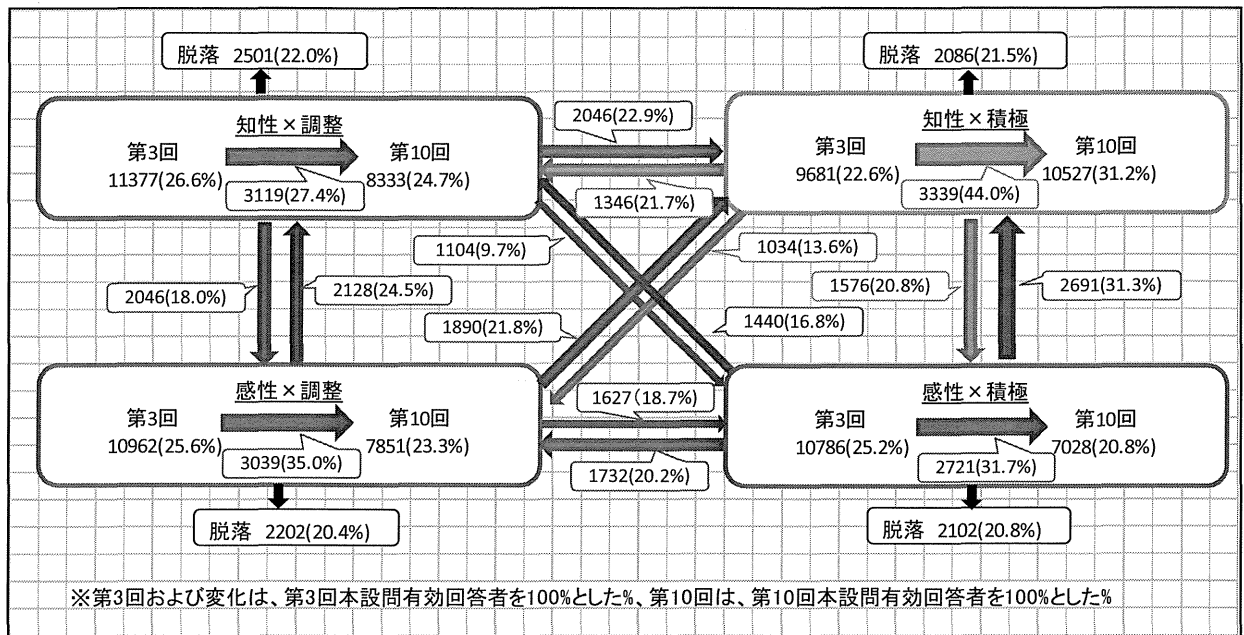 脱落 2501(22.0%)
脱落 2086(21.5%)
知性×調整
第3回
第10回
11377(26.6%)
8333(24.7%)
3119(27.4%)
2046(22.9%)
1346(21.7%)
知性×積極
第3回
第10回
9681(22.6%)
10527(31.2%)
3339(44.0%)
1104(9.7%)
1034(13.6%)
2046(18.0%)
2128(24.5%)
1576(20.8%)
2691(31.3%)
1890(21.8%)
1440(16.8%)
感性×調整
第3回
第10回
10962(25.6%)
7851(23.3%)
3039(35.0%)
1627(18.7%)
1732(20.2%)
感性×積極
第3回
第10回
10786(25.2%)
7028(20.8%)
2721(31.7%)
脱落 2202(20.4%)
脱落 2102(20.8%)
※第3回および変化は、第3回本設問有効回答者を100%とした%、第10回は、第10回本設問有効回答者を100%とした%